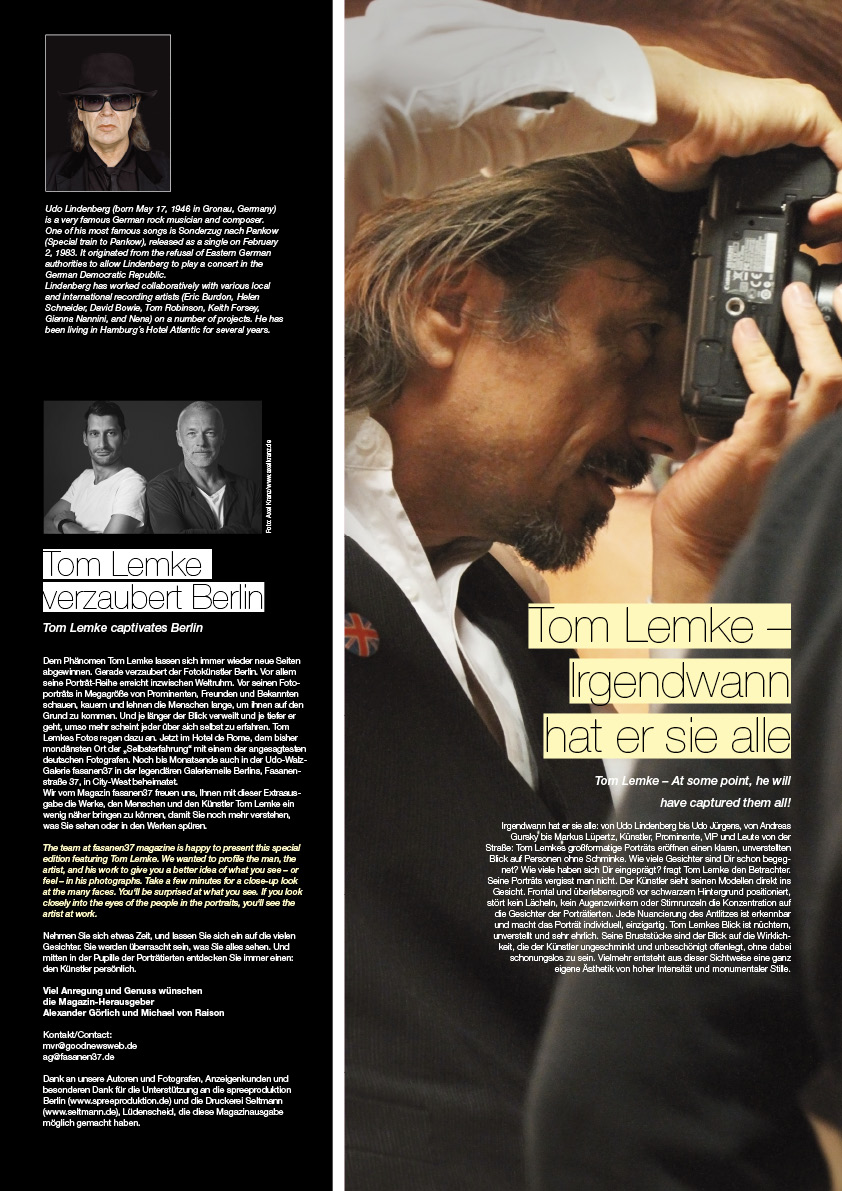 Udo Lindenberg (born May 17, 1946 in Gronau, Germany)
is a very famous German rock musician and composer.
One of his most famous songs is Sonderzug nach Pankow
(Special train to Pankow), released as a single on February
2, 1983. It originated from the refusal of Eastern German
authorities to allow Lindenberg to play a concert in the
German Democratic Republic.
Lindenberg has worked collaboratively with various local
and international recording artists (Eric Burdon, Helen
Schneider, David Bowie, Tom Robinson, Keith Forsey,
Gianna Nannini, and Nena) on a number of projects. He has
been living in Hamburg's Hotel Atlantic for several years.
Foto: Axel Kranz/www.axelkranz.de
Tom Lemke
verzaubert Berlin
Tom Lemke captivates Berlin
Dem Phänomen Tom Lemke lassen sich immer wieder neue Seiten
abgewinnen. Gerade verzaubert der Fotokünstler Berlin. Vor allem
seine Porträt-Reihe erreicht inzwischen Weltruhm. Vor seinen Foto-
porträts in Megagröße von Prominenten, Freunden und Bekannten
schauen, kauern und lehnen die Menschen lange, um ihnen auf den
Grund zu kommen. Und je länger der Blick verweilt und je tiefer er
geht, umso mehr scheint jeder über sich selbst zu erfahren. Tom
Lemkes Fotos regen dazu an. Jetzt im Hotel de Rome, dem bisher
mondänsten Ort der „Selbsterfahrung“ mit einem der angesagtesten
deutschen Fotografen. Noch bis Monatsende auch in der Udo-Walz-
Galerie fasanen37 in der legendären Galeriemeile Berlins, Fasanen-
straße 37, in City-West beheimatet.
Wir vom Magazin fasanen37 freuen uns, Ihnen mit dieser Extraaus-
gabe die Werke, den Menschen und den Künstler Tom Lemke ein
wenig näher bringen zu können, damit Sie noch mehr verstehen,
was Sie sehen oder in den Werken spüren.
The team at fasanen37 magazine is happy to present this special
edition featuring Tom Lemke. We wanted to profile the man, the
artist, and his work to give you a better idea of what you see – or
feel – in his photographs. Take a few minutes for a close-up look
at the many faces. You'll be surprised at what you see. If you look
closely into the eyes of the people in the portraits, you'll see the
artist at work.
Nehmen Sie sich etwas Zeit, und lassen Sie sich ein auf die vielen
Gesichter. Sie werden überrascht sein, was Sie alles sehen. Und
mitten in der Pupille der Porträtierten entdecken Sie immer einen:
den Künstler persönlich.
Viel Anregung und Genuss wünschen
die Magazin-Herausgeber
Alexander Görlich und Michael von Raison
Kontakt/Contact:
mvr@goodnewsweb.de
ag@fasanen37.de
Dank an unsere Autoren und Fotografen, Anzeigenkunden und
besonderen Dank für die Unterstützung an die spreeproduktion
Berlin (www.spreeproduktion.de) und die Druckerei Seltmann
(www.seltmann.de), Lüdenscheid, die diese Magazinausgabe
möglich gemacht haben.
Canon
Tom Lemke –
Irgendwann
hat er sie alle
Tom Lemke – At some point, he will
have captured them all!
Irgendwann hat er sie alle: von Udo Lindenberg bis Udo Jürgens, von Andreas
Gursky bis Markus Lüpertz, Künstler, Prominente, VIP und Leute von der
Straße: Tom Lemkes großformatige Porträts eröffnen einen klaren, unverstellten
Blick auf Personen ohne Schminke. Wie viele Gesichter sind Dir schon begeg-
net? Wie viele haben sich Dir eingeprägt? fragt Tom Lemke den Betrachter.
Seine Porträts vergisst man nicht. Der Künstler sieht seinen Modellen direkt ins
Gesicht. Frontal und überlebensgroß vor schwarzem Hintergrund positioniert,
stört kein Lächeln, kein Augenzwinkern oder Stirnrunzeln die Konzentration auf
die Gesichter der Porträtierten. Jede Nuancierung des Antlitzes ist erkennbar
und macht das Porträt individuell, einzigartig. Tom Lemkes Blick ist nüchtern,
unverstellt und sehr ehrlich. Seine Bruststücke sind der Blick auf die Wirklich-
keit, die der Künstler ungeschminkt und unbeschönigt offenlegt, ohne dabei
schonungslos zu sein. Vielmehr entsteht aus dieser Sichtweise eine ganz
eigene Ästhetik von hoher Intensität und monumentaler Stille.